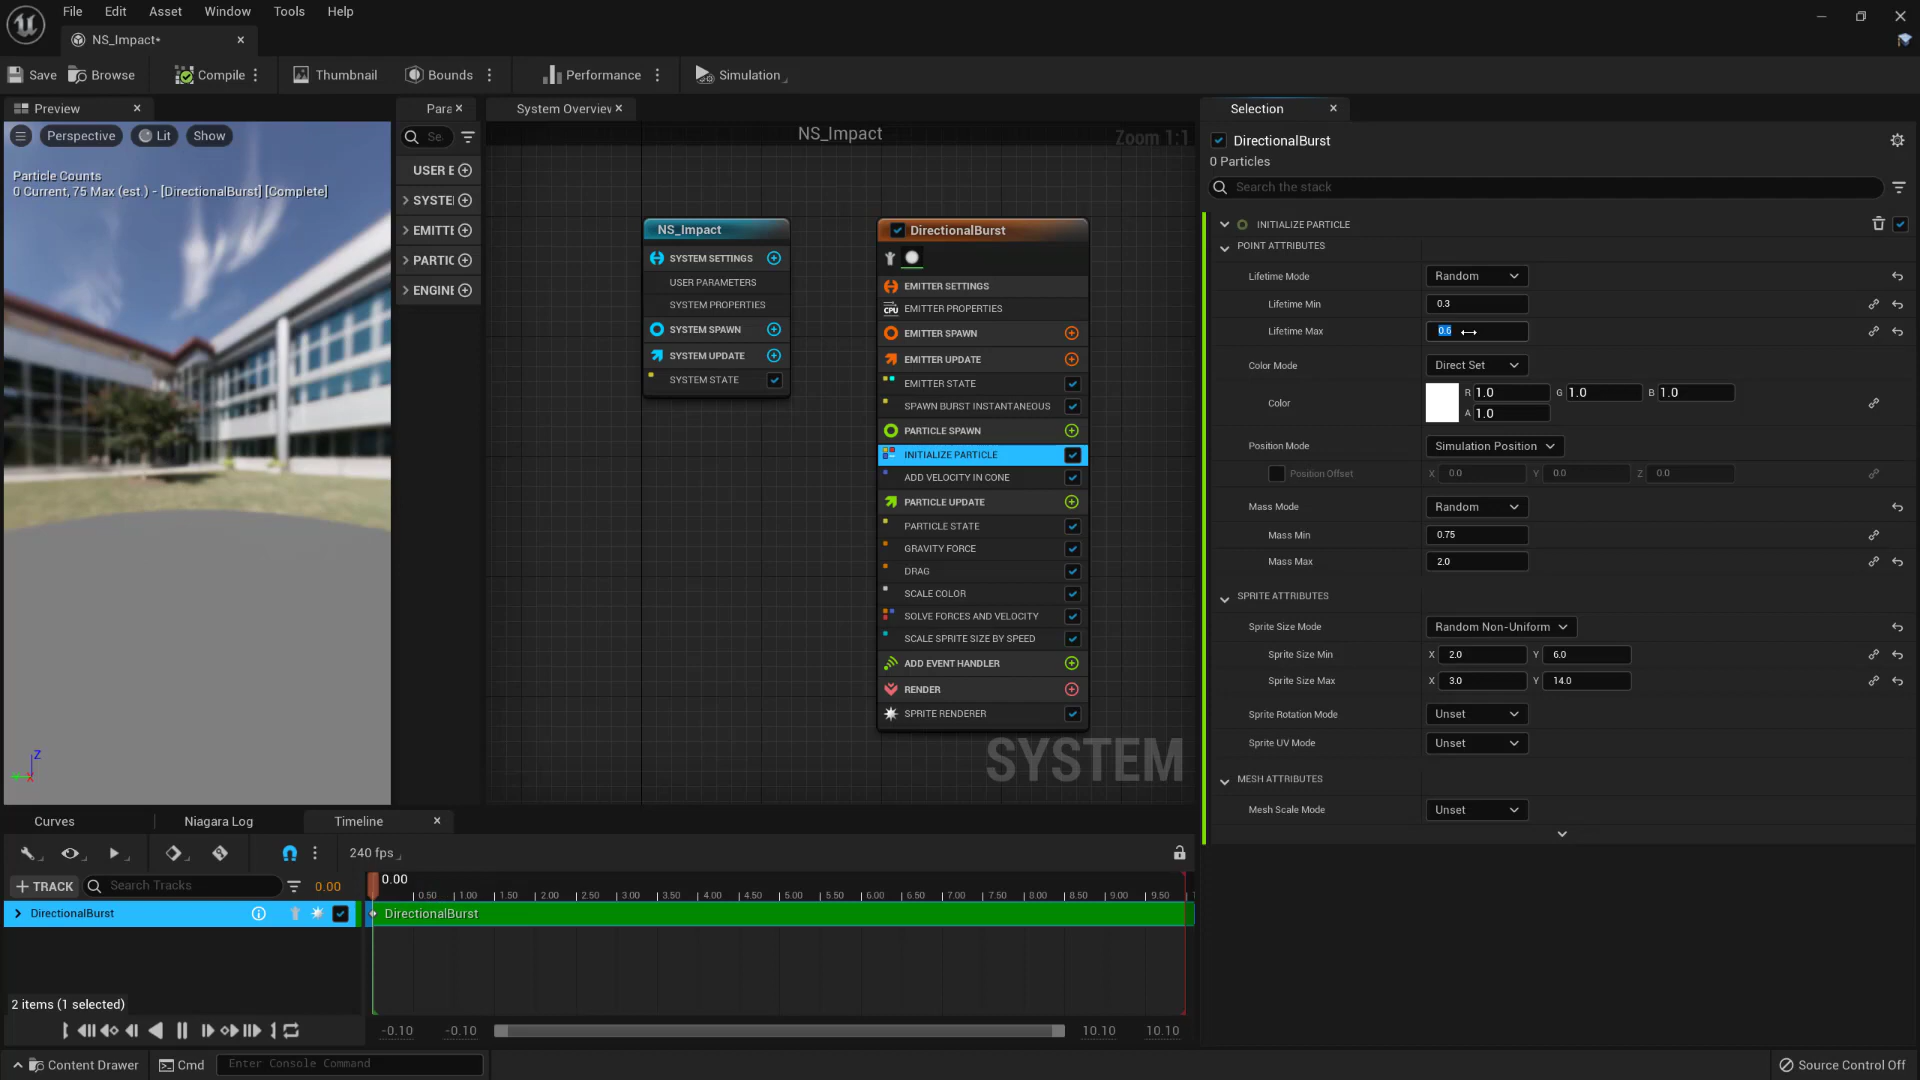 File Edit Asset Window Tools Help
NS_Impact*
Save Browse Compile Thumbnail Bounds Performance Simulation
Preview
Perspective Lit Show
Particle Counts
0 Current, 75 Max (est.) - [DirectionalBurst] [Complete]
Para
Se
USER E
SYSTE
EMITTE
PARTIC
ENGINE
System Overview
NS_Impact
Zoom 1:1
NS_Impact
SYSTEM SETTINGS
USER PARAMETERS
SYSTEM PROPERTIES
SYSTEM SPAWN
SYSTEM UPDATE
SYSTEM STATE
DirectionalBurst
EMITTER SETTINGS
CPU EMITTER PROPERTIES
EMITTER SPAWN
EMITTER UPDATE
EMITTER STATE
SPAWN BURST INSTANTANEOUS
PARTICLE SPAWN
INITIALIZE PARTICLE
ADD VELOCITY IN CONE
PARTICLE UPDATE
PARTICLE STATE
GRAVITY FORCE
DRAG
SCALE COLOR
SOLVE FORCES AND VELOCITY
SCALE SPRITE SIZE BY SPEED
ADD EVENT HANDLER
RENDER
SPRITE RENDERER
SYSTEM
Z
Selection
DirectionalBurst
0 Particles
Search the stack
INITIALIZE PARTICLE
POINT ATTRIBUTES
Lifetime Mode Random
Lifetime Min 0.3
Lifetime Max 0.6
Color Mode Direct Set
Color R 1.0 G 1.0 B 1.0
A 1.0
Position Mode Simulation Position
Position Offset X 0.0 Y 0.0 Z 0.0
Mass Mode Random
Mass Min 0.75
Mass Max 2.0
SPRITE ATTRIBUTES
Sprite Size Mode Random Non-Uniform
Sprite Size Min X 2.0 Y 6.0
Sprite Size Max X 3.0 Y 14.0
Sprite Rotation Mode Unset
Sprite UV Mode Unset
MESH ATTRIBUTES
Mesh Scale Mode Unset
Curves Niagara Log Timeline
240 fps
+ TRACK Search Tracks 0.00
0.00
0.50 1.00 1.50 2.00 2.50 3.00 3.50 4.00 4.50 5.00 5.50 6.00 6.50 7.00 7.50 8.00 8.50 9.00 9.50
DirectionalBurst
DirectionalBurst
2 items (1 selected)
-0.10 -0.10 10.10 10.10
Content Drawer Cmd Enter Console Command Source Control Off